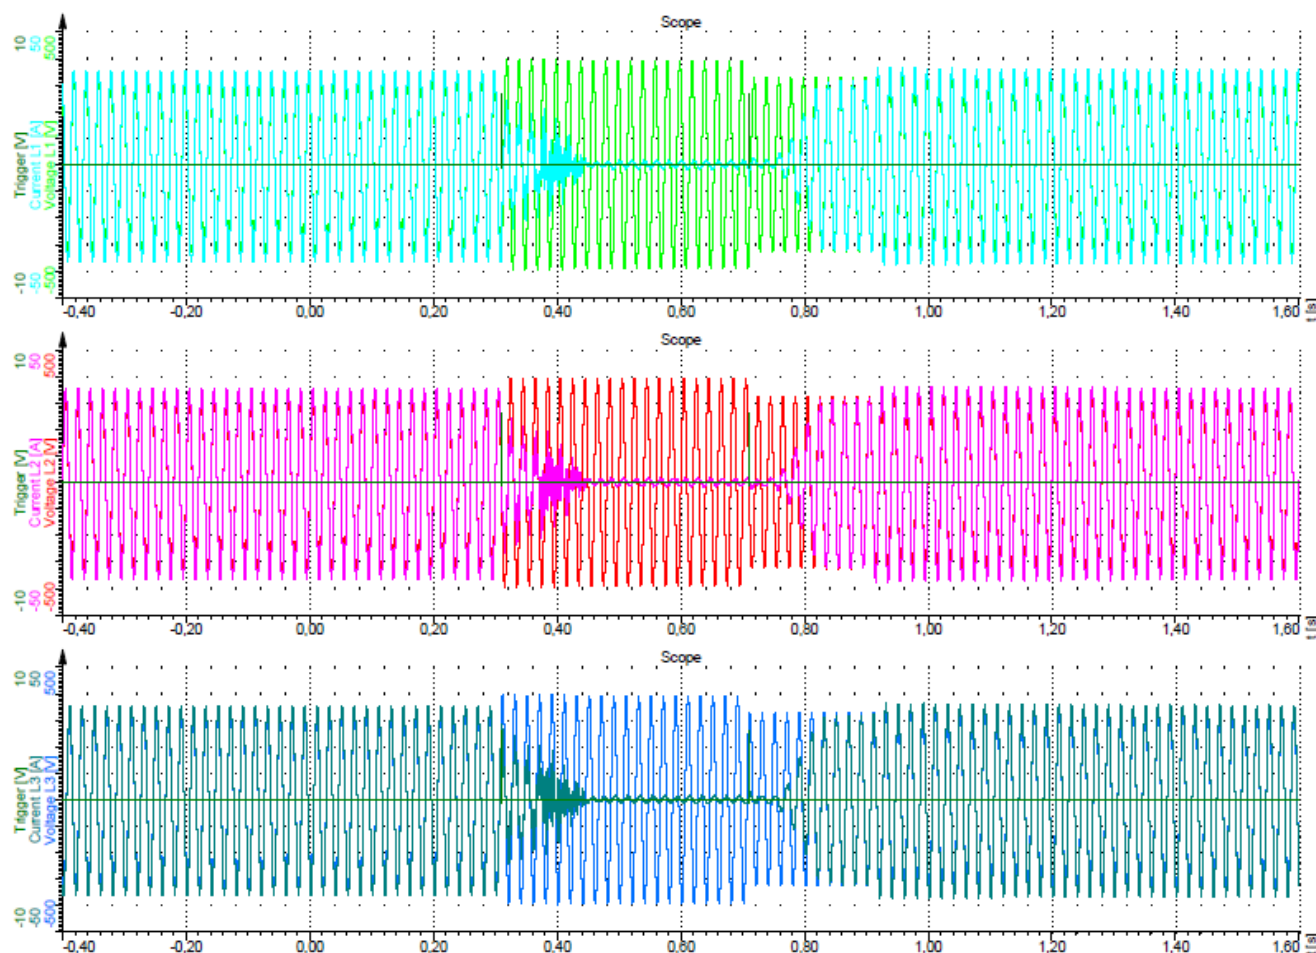 Scope
10
50
500
Trigger [V]
Current L1 [A]
Voltage L1 [V]
-10
-50
-500
-0,40 -0,20 0,00 0,20 0,40 0,60 0,80 1,00 1,20 1,40 1,60
t [s]
Scope
10
50
500
Trigger [V]
Current L2 [A]
Voltage L2 [V]
-10
-50
-500
-0,40 -0,20 0,00 0,20 0,40 0,60 0,80 1,00 1,20 1,40 1,60
t [s]
Scope
10
50
500
Trigger [V]
Current L3 [A]
Voltage L3 [V]
-10
-50
-500
-0,40 -0,20 0,00 0,20 0,40 0,60 0,80 1,00 1,20 1,40 1,60
t [s]